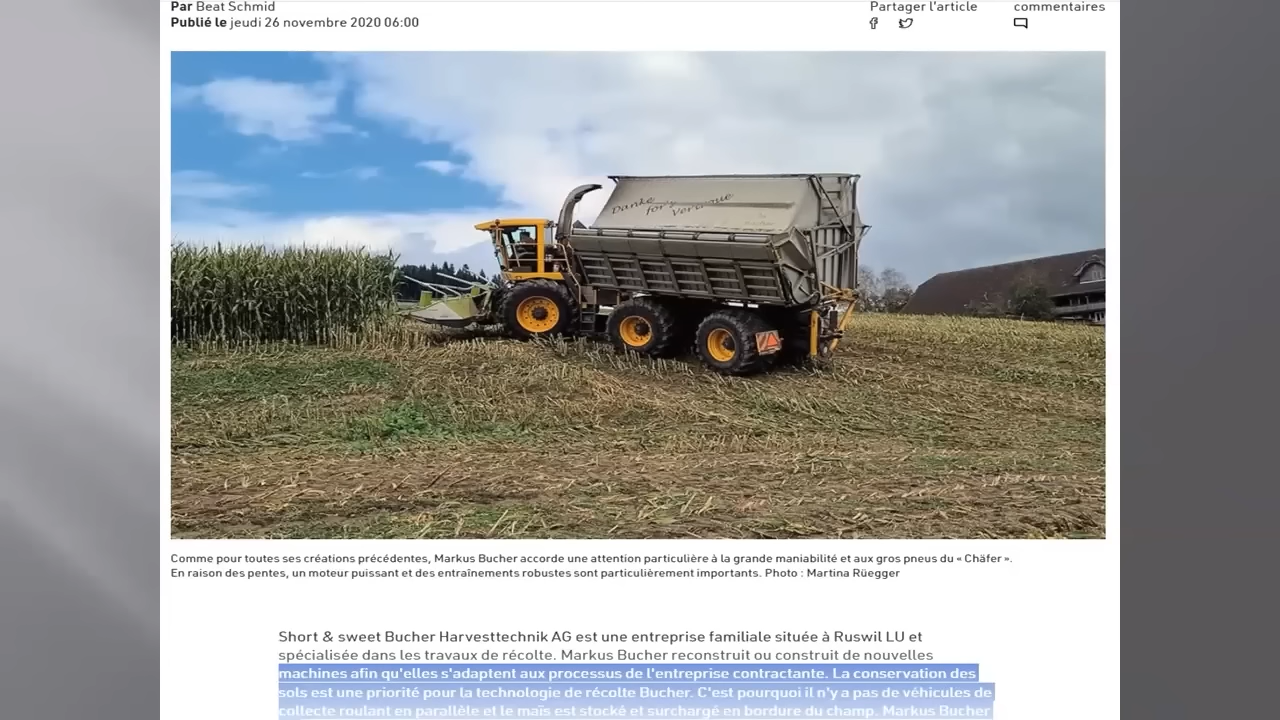 Par Beat Schmid
Publié le jeudi 26 novembre 2020 06:00
Partager l'article
commentaires
Danke
for's
Comme pour toutes ses créations précédentes, Markus Bucher accorde une attention particulière à la grande maniabilité et aux gros pneus du « Chäfer ».
En raison des pentes, un moteur puissant et des entraînements robustes sont particulièrement importants. Photo : Martina Rüegger
Short & sweet Bucher Harvesttechnik AG est une entreprise familiale située à Ruswil LU et
spécialisée dans les travaux de récolte. Markus Bucher reconstruit ou construit de nouvelles
machines afin qu'elles s'adaptent aux processus de l'entreprise contractante. La conservation des
sols est une priorité pour la technologie de récolte Bucher. C'est pourquoi il n'y a pas de véhicules de
collecte roulant en parallèle et le maïs est stocké et surchargé en bordure du champ. Markus Bucher